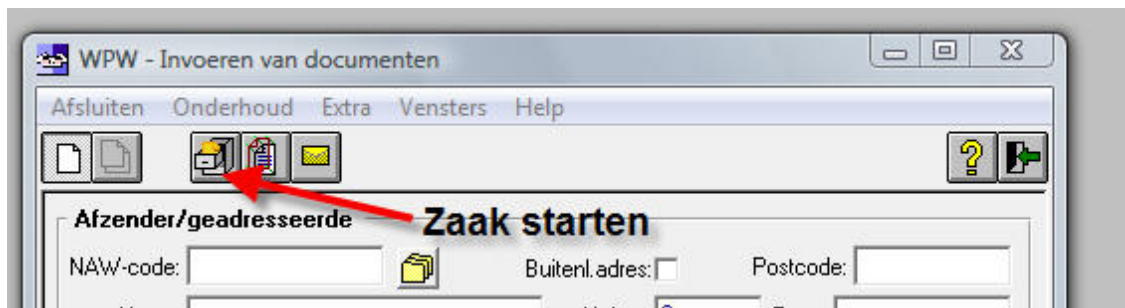 WPW - Invoeren van documenten
Afsluiten Onderhoud Extra Vensters Help
Zaak starten
Afzender/geadresseerde
NAW-code: Buitenl.adres: Postcode: